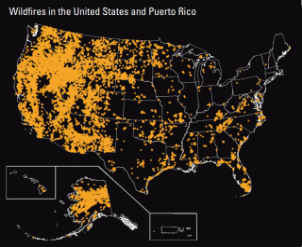 Wildfires in the United States and Puerto Rico